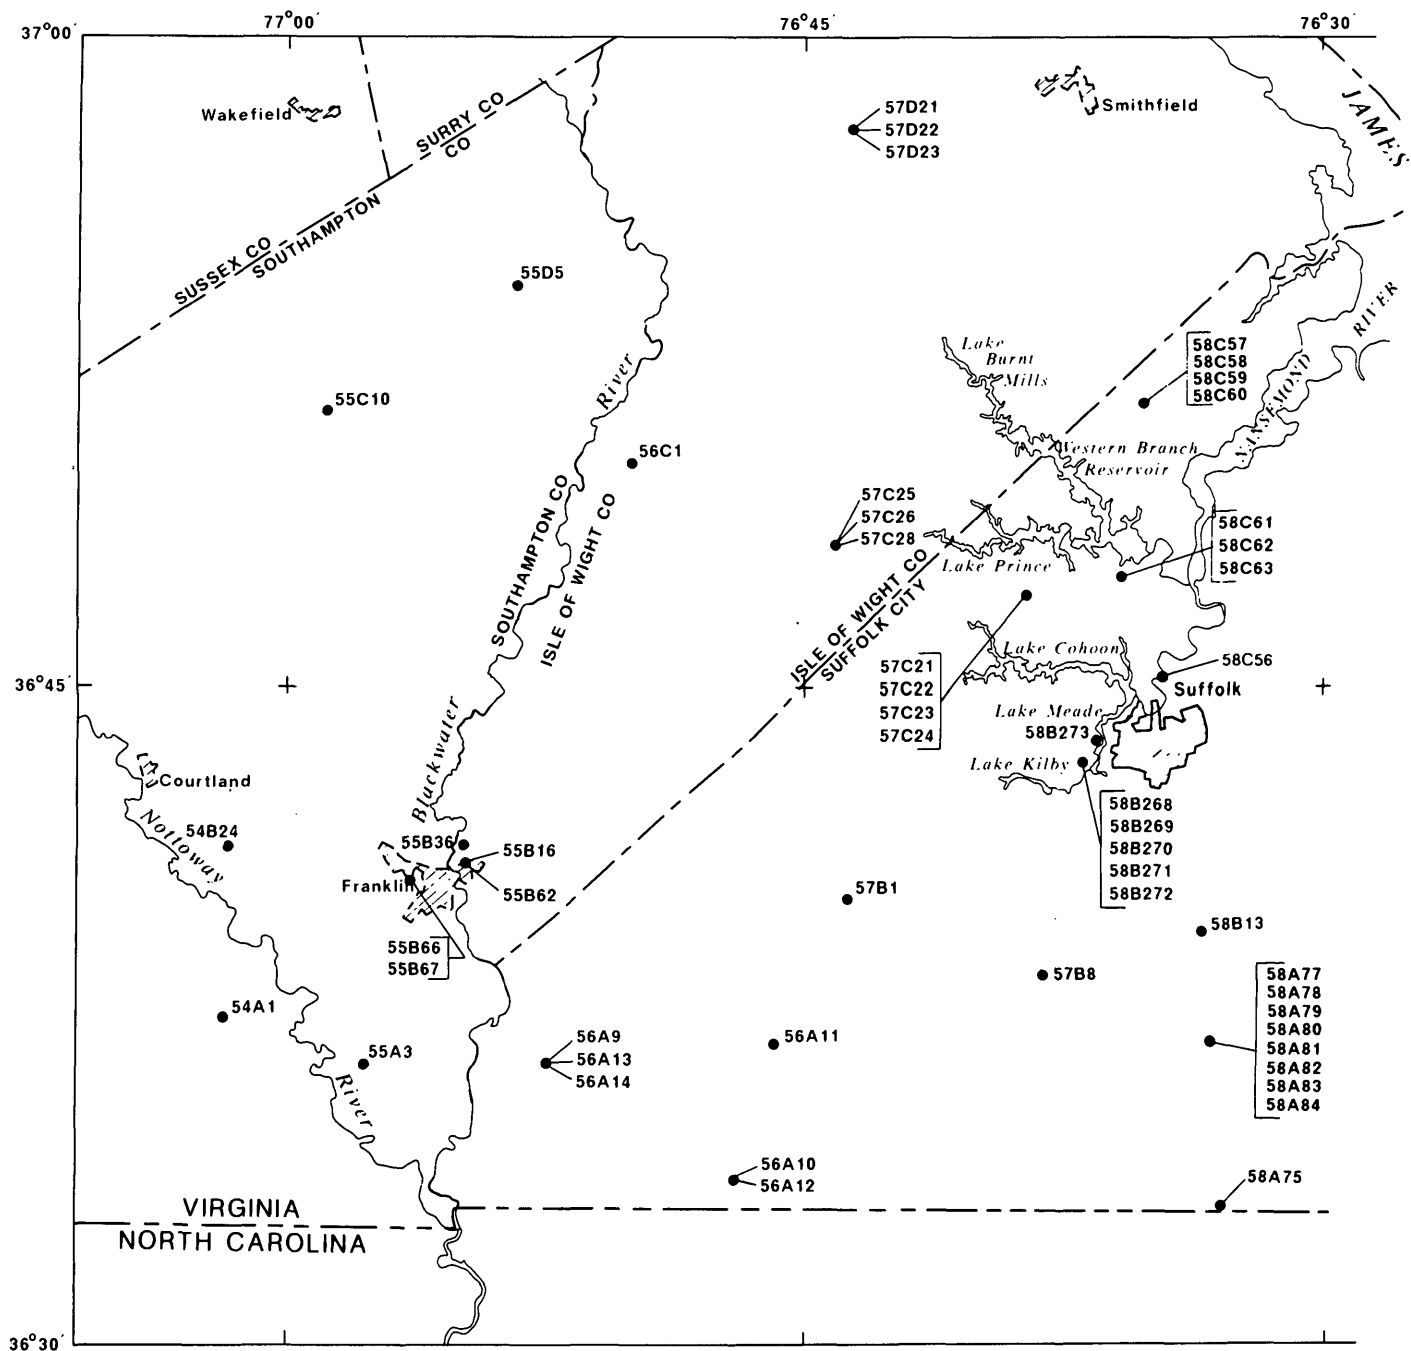 77°00'
76°45'
76°30'
37°00'
Wakefield
SURRY CO
CO
57D21
57D22
57D23
Smithfield
JAMES
SUSSEX CO
SOUTHAMPTON
55D5
RIVER
NANSEMOND
58C57
58C58
58C59
58C60
Lake
Burnt
Mills
55C10
River
56C1
Western Branch
Reservoir
57C25
57C26
57C28
58C61
58C62
58C63
Lake Prince
SOUTHAMPTON CO
ISLE OF WIGHT CO
ISLE OF WIGHT CO
SUFFOLK CITY
57C21
57C22
57C23
57C24
Lake Cohoon
58C56
Suffolk
36°45'
Lake Meade
58B273
Lake Kilby
Blackwater
Courtland
Nottoway
54B24
58B268
58B269
58B270
58B271
58B272
55B36
55B16
Franklin
55B62
57B1
58B13
55B66
55B67
57B8
58A77
58A78
58A79
58A80
58A81
58A82
58A83
58A84
54A1
55A3
56A9
56A13
56A14
56A11
River
56A10
56A12
58A75
VIRGINIA
NORTH CAROLINA
36°30'